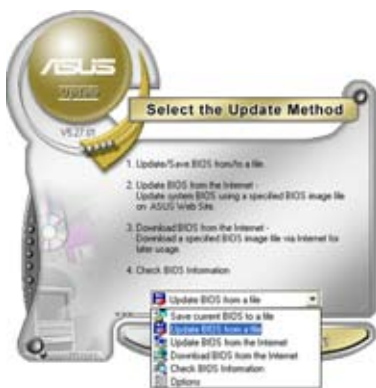 ASUS
Update
V5.27.01
Select the Update Method
1. Update/Save BIOS from/to a file.
2. Update BIOS from the Internet -
Update system BIOS using a specified BIOS image file
on ASUS Web Site.
3. Download BIOS from the Internet -
Download a specified BIOS image file via Internet for
later usage.
4. Check BIOS Information
Update BIOS from a file
Save current BIOS to a file
Update BIOS from a file
Update BIOS from the Internet
Download BIOS from the Internet
Check BIOS Information
Options